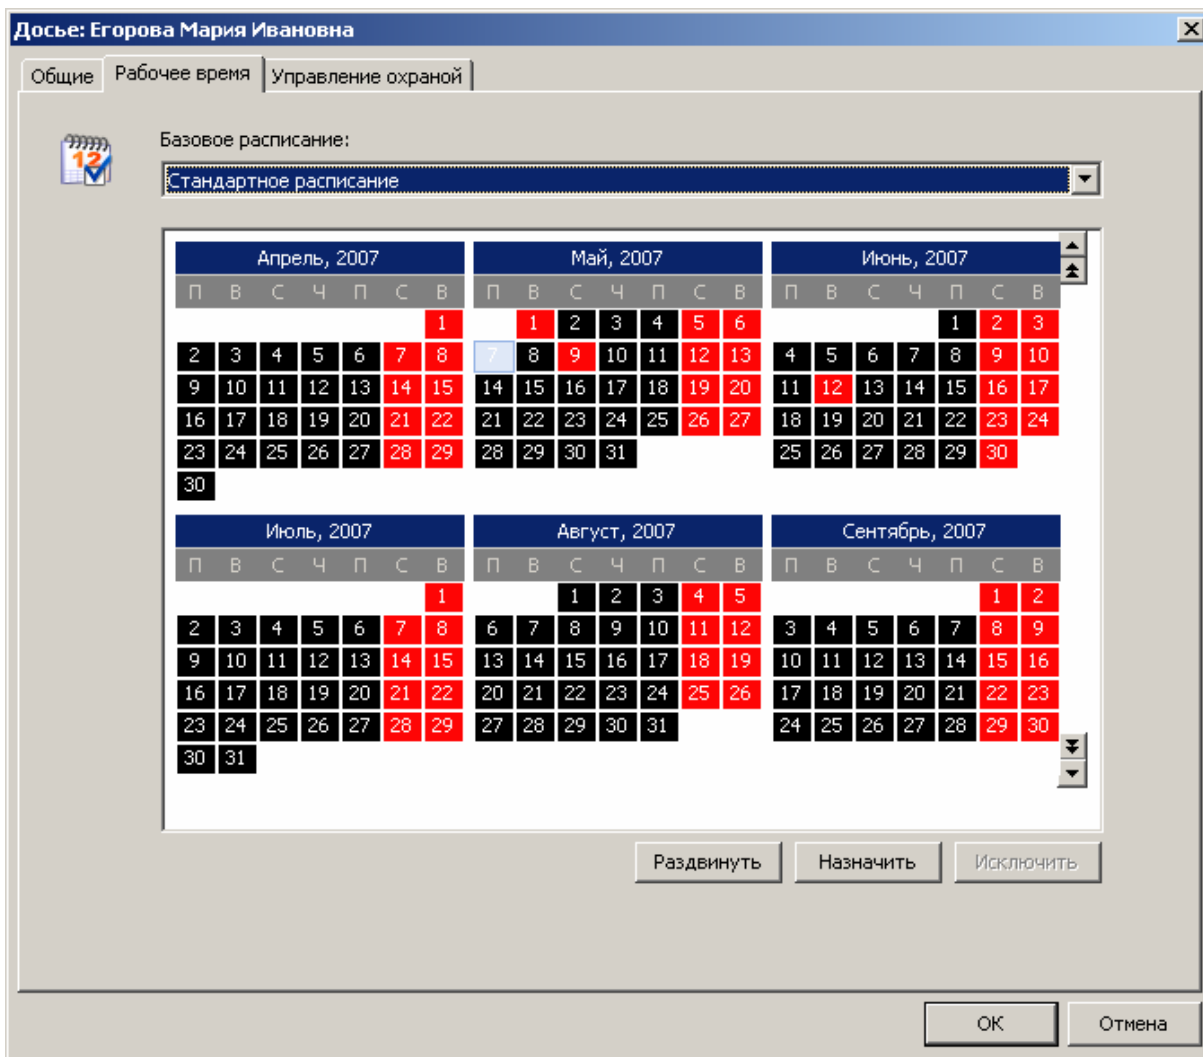 Досье: Егорова Мария Ивановна
Общие Рабочее время Управление охраной
12
Базовое расписание:
Стандартное расписание
Апрель, 2007 Май, 2007 Июнь, 2007
П В С Ч П С В П В С Ч П С В П В С Ч П С В
1 1 2 3 4 5 6 1 2 3
2 3 4 5 6 7 8 7 8 9 10 11 12 13 4 5 6 7 8 9 10
9 10 11 12 13 14 15 14 15 16 17 18 19 20 11 12 13 14 15 16 17
16 17 18 19 20 21 22 21 22 23 24 25 26 27 18 19 20 21 22 23 24
23 24 25 26 27 28 29 28 29 30 31 25 26 27 28 29 30
30
Июль, 2007 Август, 2007 Сентябрь, 2007
П В С Ч П С В П В С Ч П С В П В С Ч П С В
1 1 2 3 4 5 1 2
2 3 4 5 6 7 8 6 7 8 9 10 11 12 3 4 5 6 7 8 9
9 10 11 12 13 14 15 13 14 15 16 17 18 19 10 11 12 13 14 15 16
16 17 18 19 20 21 22 20 21 22 23 24 25 26 17 18 19 20 21 22 23
23 24 25 26 27 28 29 27 28 29 30 31 24 25 26 27 28 29 30
30 31
Раздвинуть Назначить Исключить
ОК Отмена